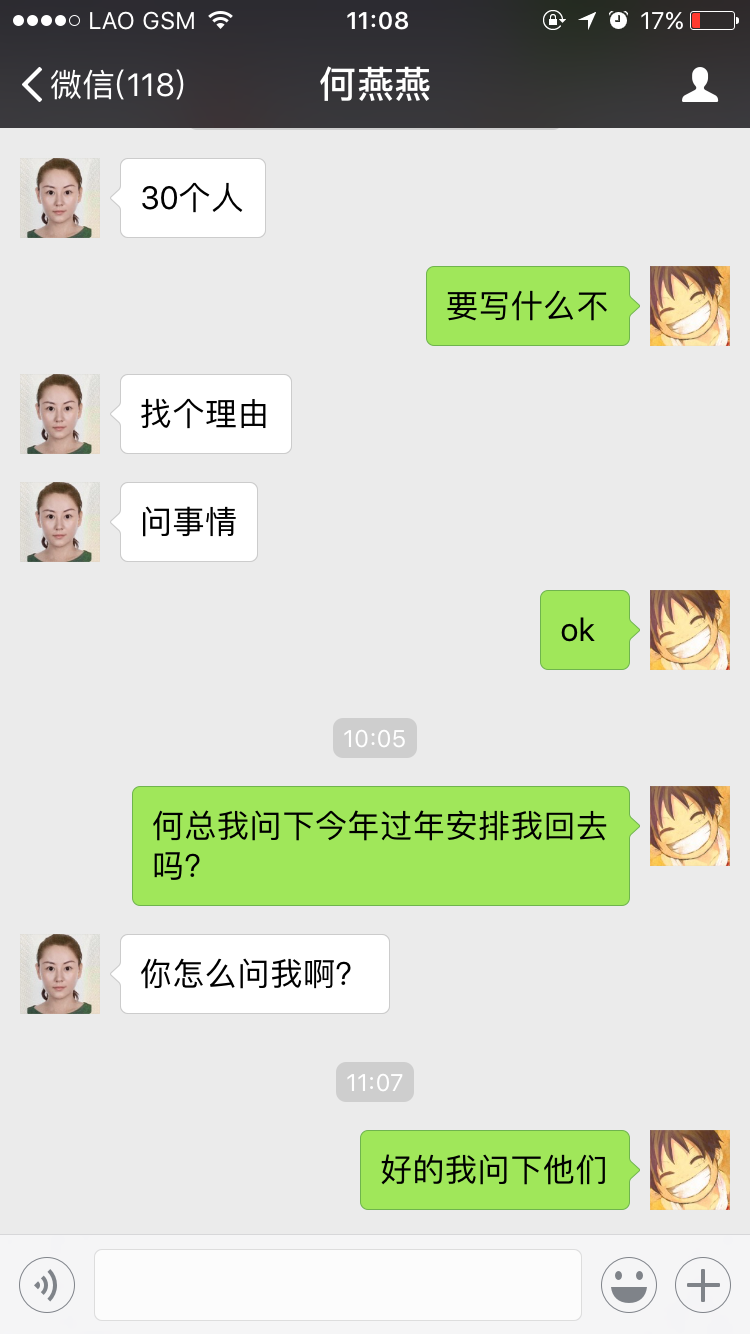 LAO GSM 11:08 17%
微信(118) 何燕燕
30个人
要写什么不
找个理由
问事情
ok
10:05
何总我问下今年过年安排我回去
吗?
你怎么问我啊?
11:07
好的我问下他们